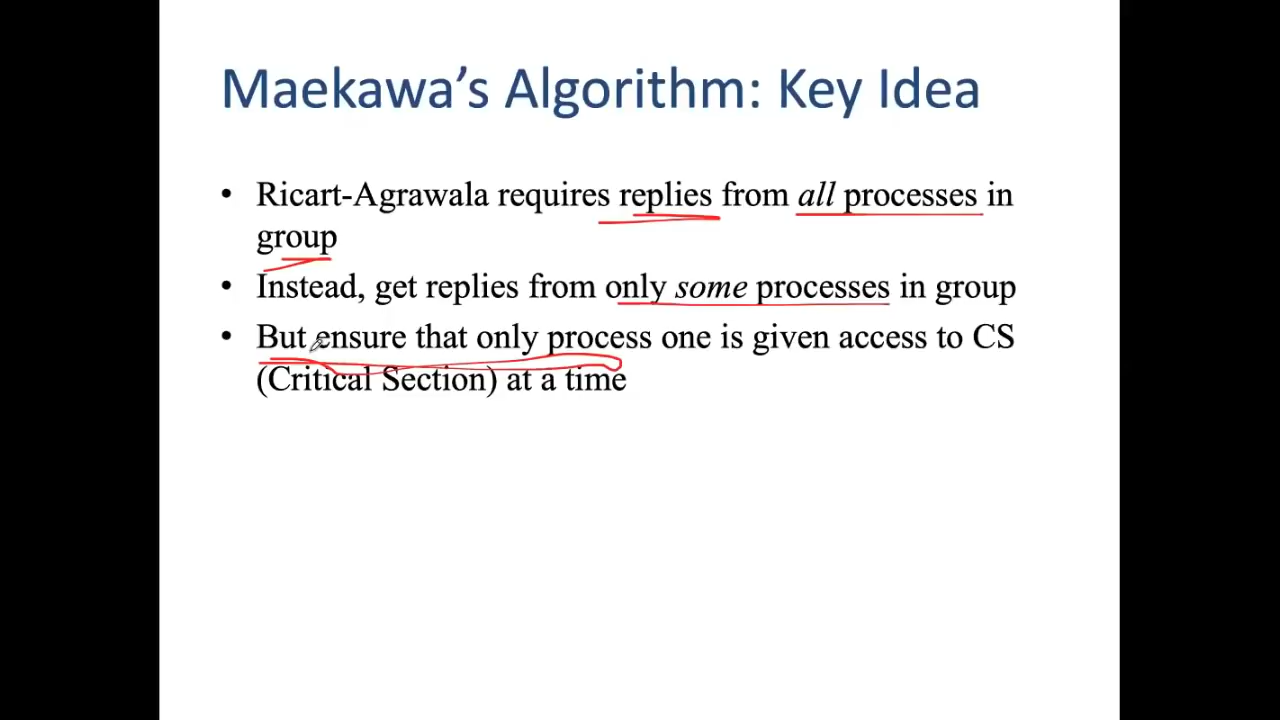 Maekawa's Algorithm: Key Idea
• Ricart-Agrawala requires replies from all processes in
group
• Instead, get replies from only some processes in group
• But ensure that only process one is given access to CS
(Critical Section) at a time